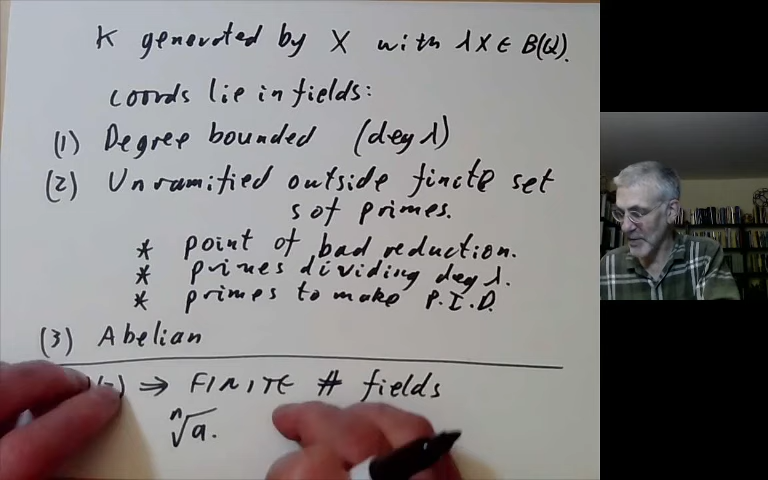 K generated by X with λX ∈ B(Q).
coords lie in fields:
(1) Degree bounded (deg λ)
(2) Unramified outside finite set
S of primes.
* point of bad reduction.
* primes dividing deg λ.
* primes to make P.I.D.
(3) Abelian
⇒ FINITE # fields
ⁿ√a.